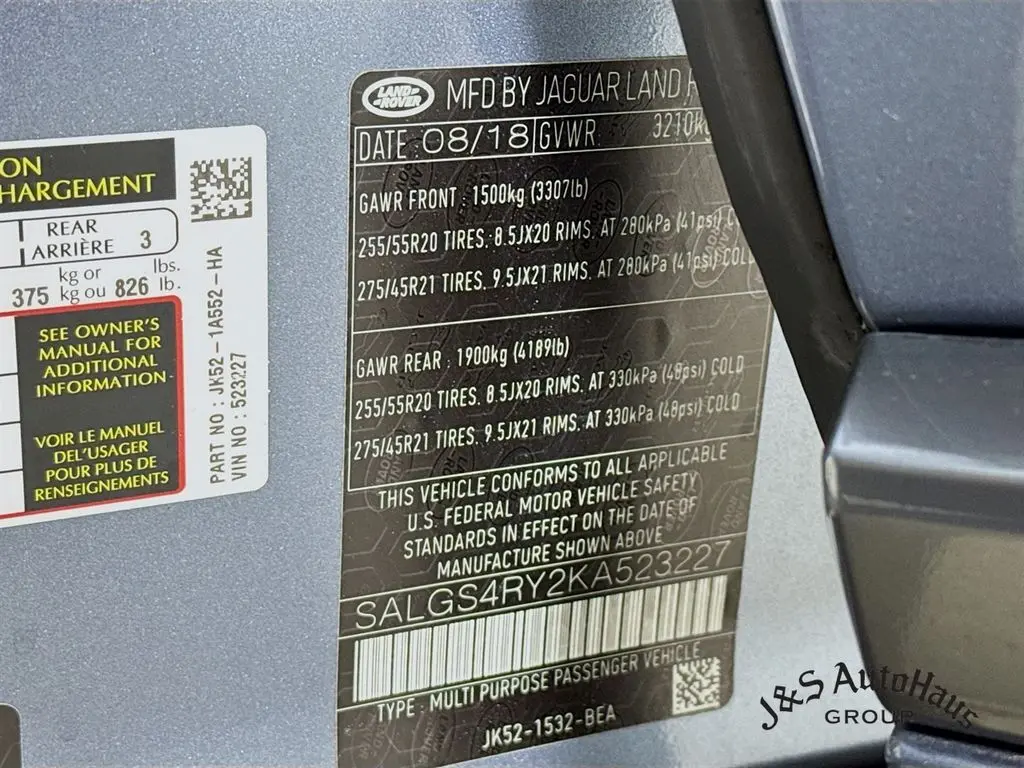 ON
HARGEMENT
REAR
ARRIÈRE 3
kg or lbs.
375 kg ou 826 lb.
SEE OWNER'S
MANUAL FOR
ADDITIONAL
INFORMATION
VOIR LE MANUEL
DEL'USAGER
POUR PLUS DE
RENSEIGNEMENTS
PART NO : JK52-1A552-HA
VIN NO : 523227
LAND ROVER
MFD BY JAGUAR LAND
DATE : 08/18 GVWR 3210k
GAWR FRONT : 1500kg (3307lb)
255/55R20 TIRES. 8.5JX20 RIMS. AT 280kPa (41psi) CO
275/45R21 TIRES. 9.5JX21 RIMS. AT 280kPa (41psi) COL
GAWR REAR : 1900kg (4189lb)
255/55R20 TIRES. 8.5JX20 RIMS. AT 330kPa (48psi) COLD
275/45R21 TIRES. 9.5JX21 RIMS. AT 330kPa (48psi) COLD
THIS VEHICLE CONFORMS TO ALL APPLICABLE
U.S. FEDERAL MOTOR VEHICLE SAFETY
STANDARDS IN EFFECT ON THE DATE OF
MANUFACTURE SHOWN ABOVE
SALGS4RY2KA523227
TYPE : MULTI PURPOSE PASSENGER VEHICLE
JK52-1532-BEA
J&S AutoHaus
GROUP